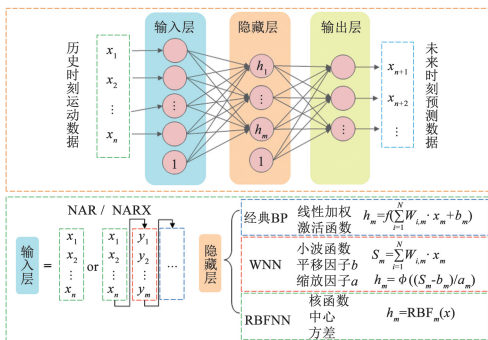 输入层 隐藏层 输出层
历史时刻运动数据
x₁
x₂
⋮
xₙ
1
h₁
⋮
hₘ
1
⋮
xₙ₊₁
xₙ₊₂
⋮
未来时刻预测数据
NAR / NARX
输入层
=
x₁
x₂
⋮
xₙ
or
x₁
x₂
⋮
xₙ
y₁
y₂
⋮
yₘ
⋯
隐藏层
经典BP 线性加权 激活函数 hₘ=f(∑ᵢ₌₁ᴺWᵢ,ₘ· xₘ+bₘ)
WNN 小波函数 平移因子b 缩放因子a Sₘ=∑ᵢ₌₁ᴺWᵢ,ₘ· xₘ
hₘ=ϕ((Sₘ-bₘ)/aₘ)
RBFNN 核函数 中心 方差 hₘ=RBFₘ(x)